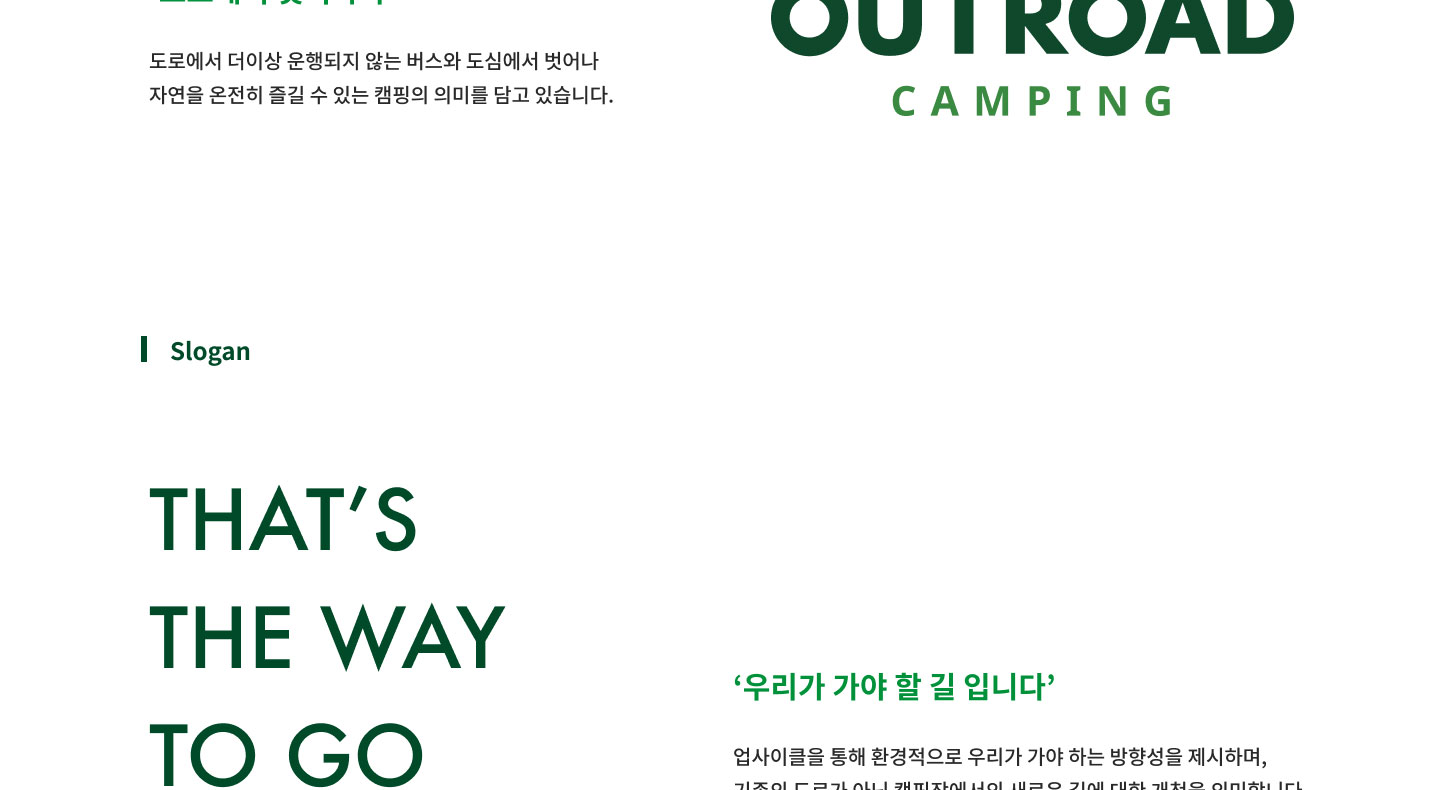 도로에서 더이상 운행되지 않는 버스와 도심에서 벗어나
자연을 온전히 즐길 수 있는 캠핑의 의미를 담고 있습니다.
OUTROAD
CAMPING
Slogan
THAT’S
THE WAY
TO GO
‘우리가 가야 할 길 입니다’
업사이클을 통해 환경적으로 우리가 가야 하는 방향성을 제시하며,